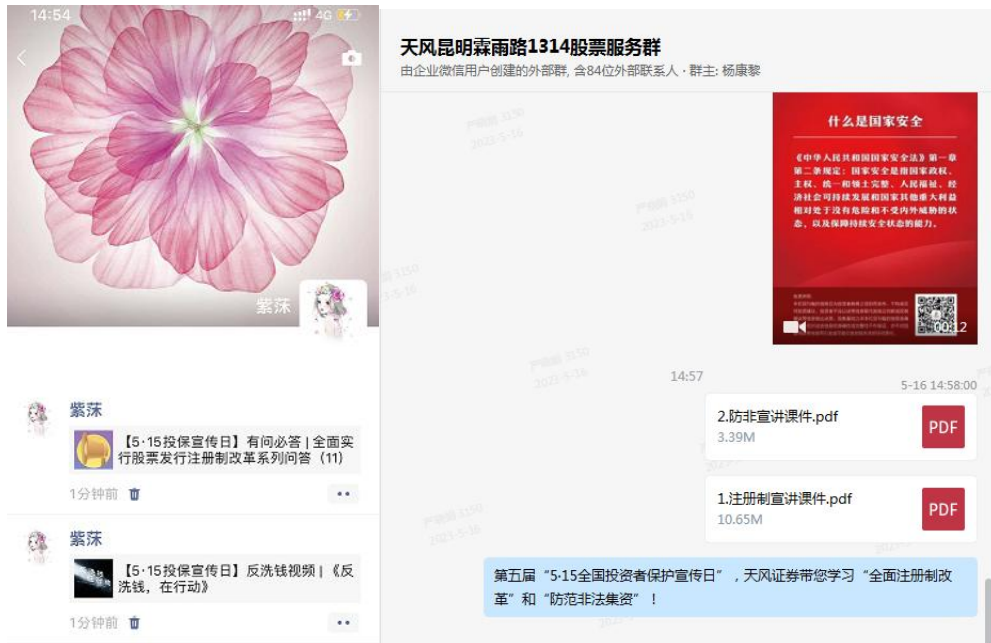 14:54
4G
紫莯
紫莯
【5·15投保宣传日】有问必答 | 全面实
行股票发行注册制改革系列问答（11）
1分钟前
紫莯
【5·15投保宣传日】反洗钱视频 | 《反
洗钱，在行动》
1分钟前
天风昆明霖雨路1314股票服务群
由企业微信用户创建的外部群, 含84位外部联系人 · 群主: 杨康黎
什么是国家安全
《中华人民共和国国家安全法》第一章
第二条规定：国家安全是指国家政权、
主权、统一和领土完整、人民福祉、经
济社会可持续发展和国家其他重大利益
相对处于没有危险和不受内外威胁的状
态，以及保障持续安全状态的能力。
00:12
14:57
5-16 14:58:00
2.防非宣讲课件.pdf
3.39M
PDF
1.注册制宣讲课件.pdf
10.65M
PDF
第五届“5·15全国投资者保护宣传日”，天风证券带您学习“全面注册制改
革”和“防范非法集资”！